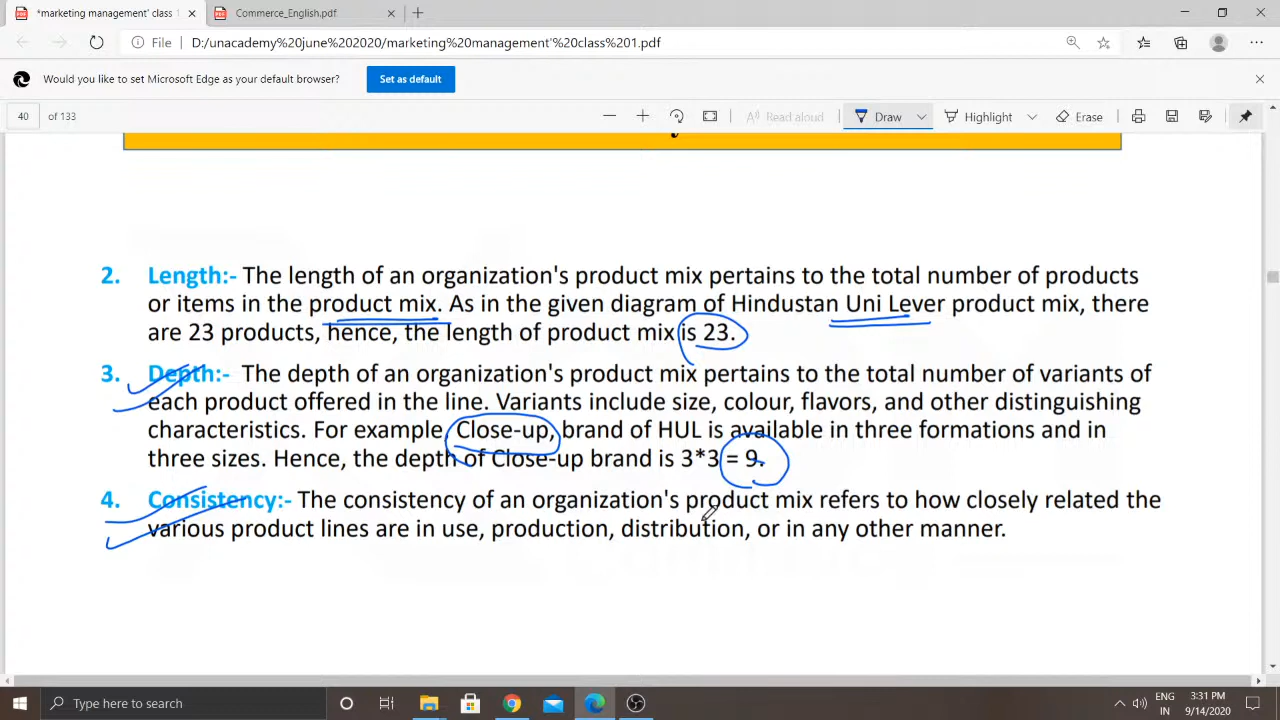 *marketing management' class
Commerce_English.pdf
File D:/unacademy%20june%202020/marketing%20management'%20class%201.pdf
Would you like to set Microsoft Edge as your default browser? Set as default
40 of 133 Read aloud Draw Highlight Erase
2. Length:- The length of an organization's product mix pertains to the total number of products
or items in the product mix. As in the given diagram of Hindustan Uni Lever product mix, there
are 23 products, hence, the length of product mix is 23.
3. Depth:- The depth of an organization's product mix pertains to the total number of variants of
each product offered in the line. Variants include size, colour, flavors, and other distinguishing
characteristics. For example, Close-up, brand of HUL is available in three formations and in
three sizes. Hence, the depth of Close-up brand is 3*3 = 9.
4. Consistency:- The consistency of an organization's product mix refers to how closely related the
various product lines are in use, production, distribution, or in any other manner.
Type here to search
ENG
IN
3:31 PM
9/14/2020